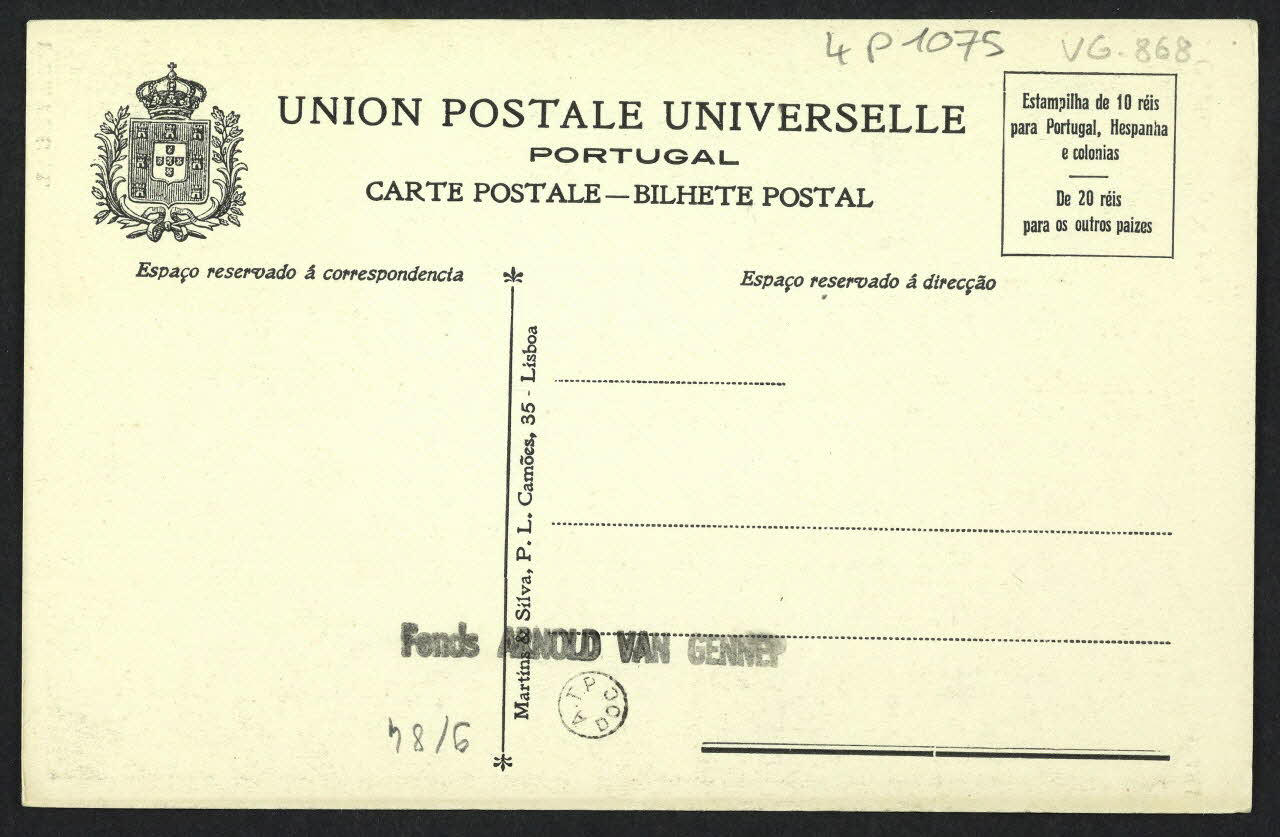 4P1075
VG.868
UNION POSTALE UNIVERSELLE
PORTUGAL
CARTE POSTALE—BILHETE POSTAL
Estampilha de 10 réis
para Portugal, Hespanha
e colonias
De 20 réis
para os outros paizes
Espaço reservado á correspondencia
Espaço reservado á direcção
Martins & Silva, P. L. Camões, 35 - Lisboa
Fonds ARNOLD VAN GENNEP
A.T.P DOC